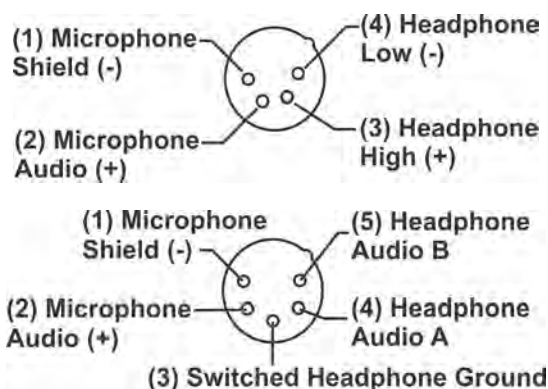 (1) Microphone
Shield (-)
(4) Headphone
Low (-)
(2) Microphone
Audio (+)
(3) Headphone
High (+)
(1) Microphone
Shield (-)
(5) Headphone
Audio B
(2) Microphone
Audio (+)
(4) Headphone
Audio A
(3) Switched Headphone Ground